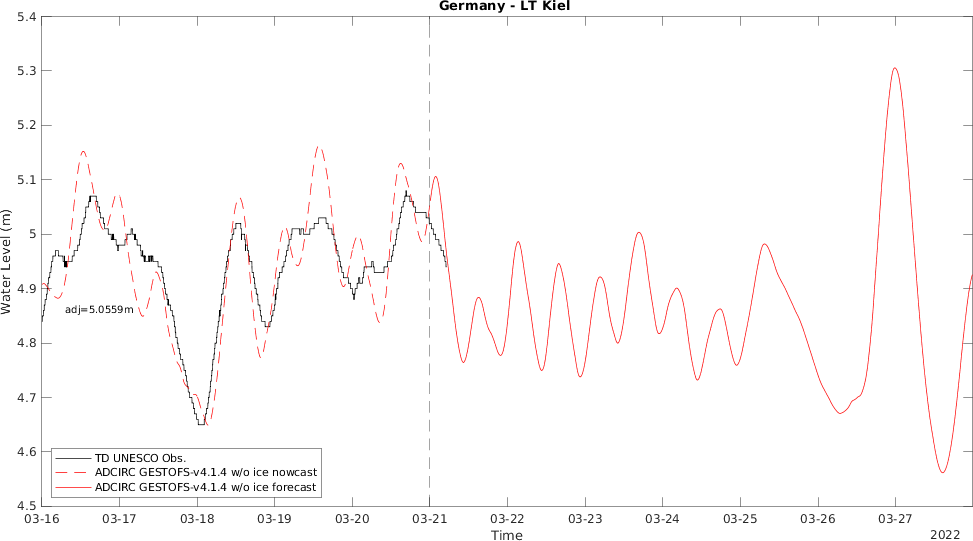 Germany - LT Kiel
5.4
5.3
5.2
5.1
5
4.9
4.8
4.7
4.6
4.5
Water Level (m)
adj=5.0559m
TD UNESCO Obs.
ADCIRC GESTOFS-v4.1.4 w/o ice nowcast
ADCIRC GESTOFS-v4.1.4 w/o ice forecast
03-16 03-17 03-18 03-19 03-20 03-21 03-22 03-23 03-24 03-25 03-26 03-27
Time
2022